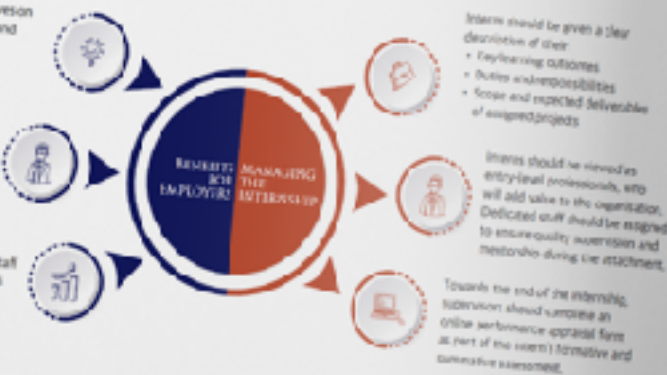 and
staff
BENEFITS
FOR
EMPLOYER
MANAGING
THE
INTERNSHIP
Interns should be given a clear
description of their
• Key learning outcomes
• Duties and responsibilities
• Scope and expected deliverables
of assigned projects
Interns should be viewed as
entry-level professionals, who
will add value to the organisation.
Dedicated staff should be assigned
to ensure quality supervision and
mentorship during the attachment.
Towards the end of the internship,
supervisors should complete an
online performance appraisal form
as part of the intern's formative and
summative assessment.